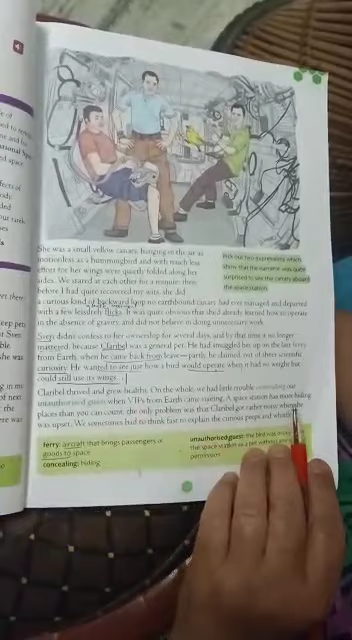 She was a small yellow canary, hanging in the air as
motionless as a hummingbird and with much less
effort for her wings were quietly folded along her
sides. We stared at each other for a minute; then
before I had quite recovered my wits, she did
a curious kind of backward loop no earthbound canary had ever managed and departed
with a few leisurely flicks. It was quite obvious that she'd already learned how to operate
in the absence of gravity, and did not believe in doing unnecessary work.
Sven didn't confess to her ownership for several days, and by that time it no longer
mattered, because Claribel was a general pet. He had smuggled her up on the last ferry
from Earth, when he came back from leave—partly, he claimed, out of sheer scientific
curiosity. He wanted to see just how a bird would operate when it had no weight but
could still use its wings.
Claribel thrived and grew healthy. On the whole, we had little trouble concealing our
unauthorised guest when VIPs from Earth came visiting. A space station has more hiding
places than you can count; the only problem was that Claribel got rather noisy when she
was upset. We sometimes had to think fast to explain the curious peeps and whistles
Pick out two expressions which
show that the narrator was quite
surprised to see the canary aboard
the space station.
ferry: aircraft that brings passengers or
goods to space
concealing: hiding
unauthorised guest: the bird was
the space station as a pet without
permission